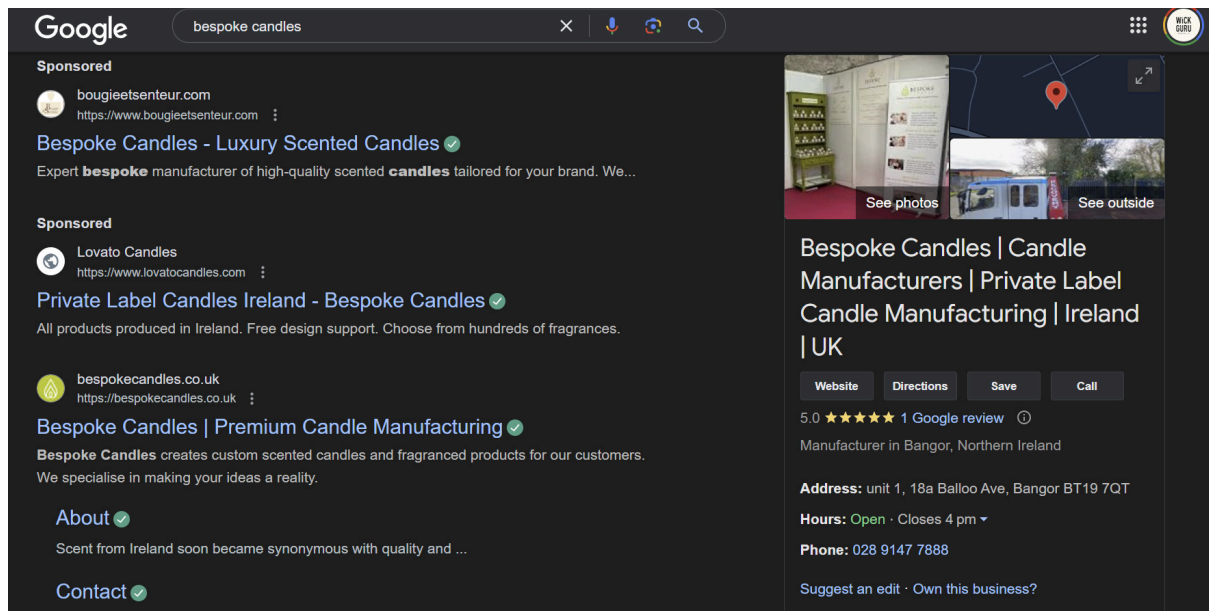 Google
bespoke candles
WICK
GURU
Sponsored
bougieetsenteur.com
https://www.bougieetsenteur.com
Bespoke Candles - Luxury Scented Candles
Expert bespoke manufacturer of high-quality scented candles tailored for your brand. We...
Sponsored
Lovato Candles
https://www.lovatocandles.com
Private Label Candles Ireland - Bespoke Candles
All products produced in Ireland. Free design support. Choose from hundreds of fragrances.
bespokecandles.co.uk
https://bespokecandles.co.uk
Bespoke Candles | Premium Candle Manufacturing
Bespoke Candles creates custom scented candles and fragranced products for our customers.
We specialise in making your ideas a reality.
About
Scent from Ireland soon became synonymous with quality and ...
Contact
BESPOKE
See photos
See outside
Bespoke Candles | Candle
Manufacturers | Private Label
Candle Manufacturing | Ireland
| UK
Website Directions Save Call
5.0 1 Google review
Manufacturer in Bangor, Northern Ireland
Address: unit 1, 18a Balloo Ave, Bangor BT19 7QT
Hours: Open · Closes 4 pm
Phone: 028 9147 7888
Suggest an edit · Own this business?